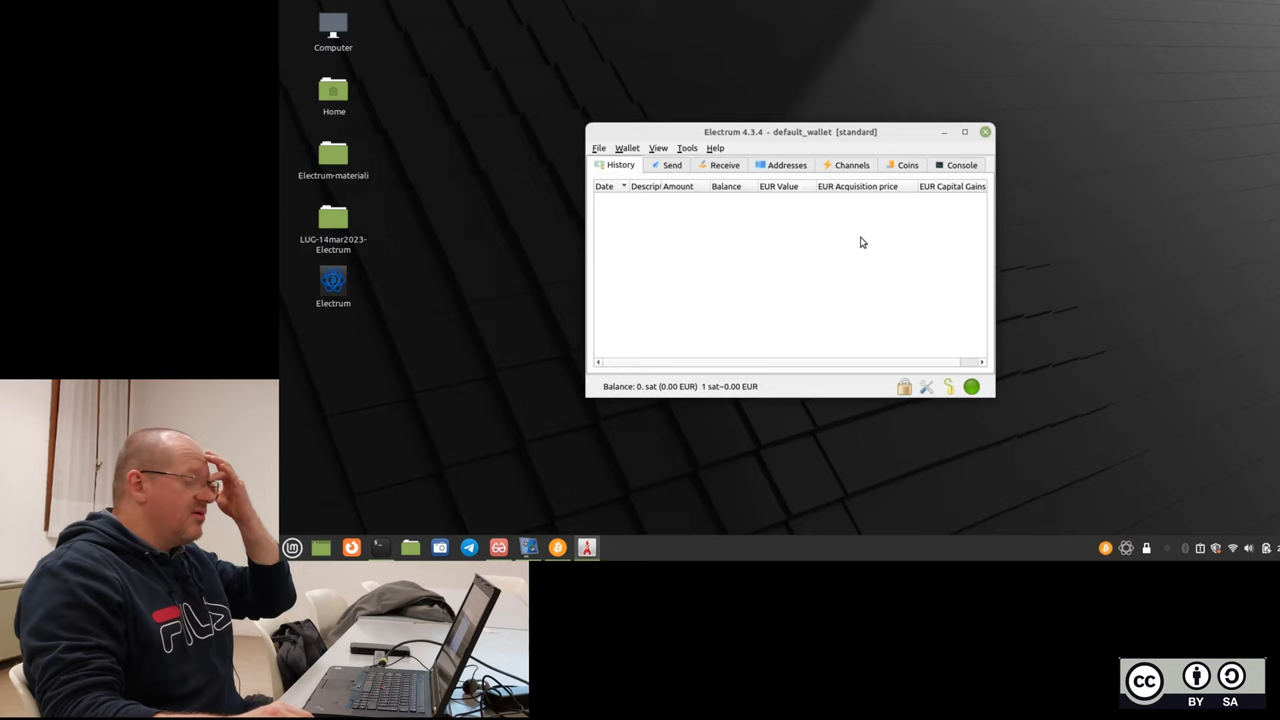 Computer
Home
Electrum-materiali
LUG-14mar2023-
Electrum
Electrum
Electrum 4.3.4 - default_wallet [standard]
File Wallet View Tools Help
History Send Receive Addresses Channels Coins Console
Date Descrip Amount Balance EUR Value EUR Acquisition price EUR Capital Gains
Balance: 0. sat (0.00 EUR) 1 sat~0.00 EUR
FILA
CC
BY SA